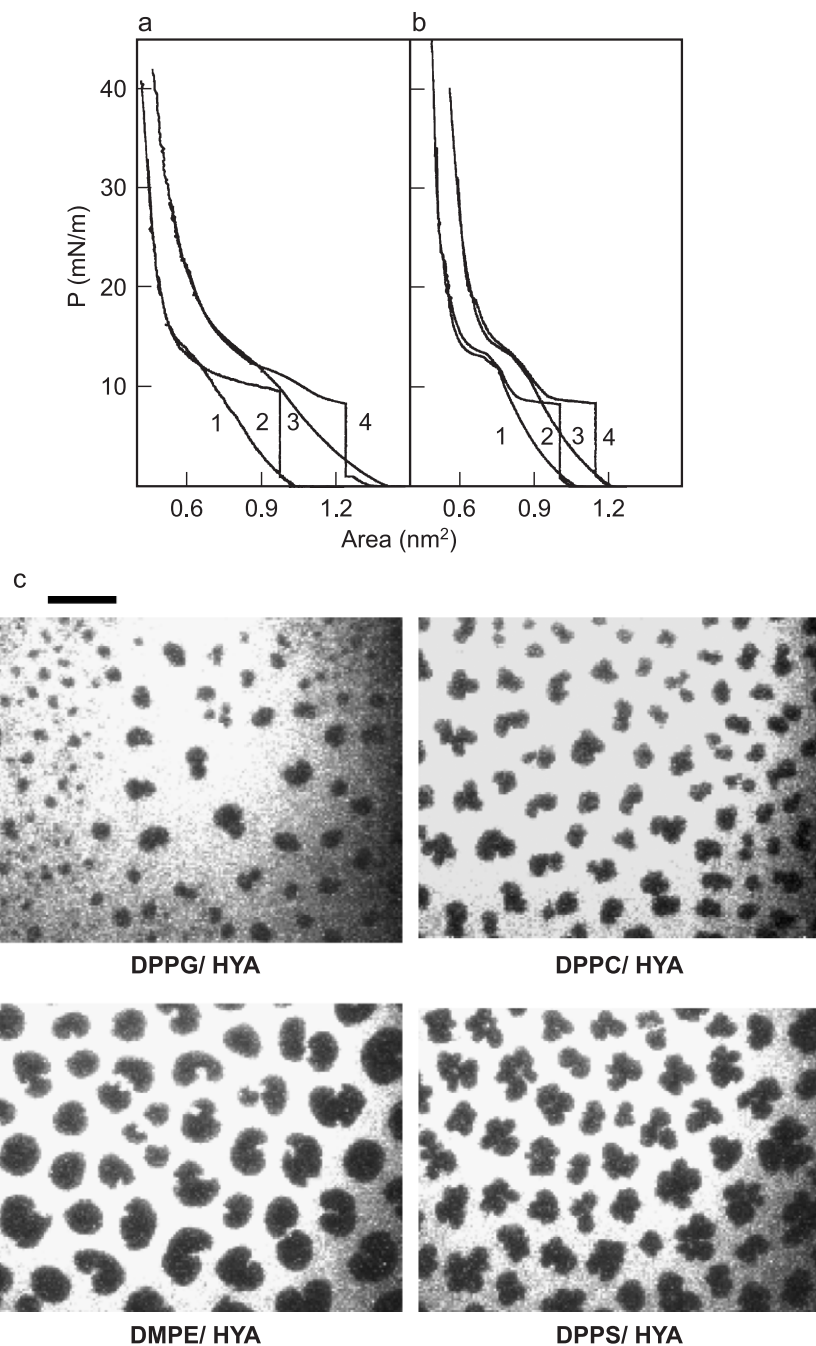 a
b
P (mN/m)
40
30
20
10
1 2 3 4
1 2 3 4
0.6 0.9 1.2
0.6 0.9 1.2
Area (nm²)
c
DPPG/ HYA
DPPC/ HYA
DMPE/ HYA
DPPS/ HYA